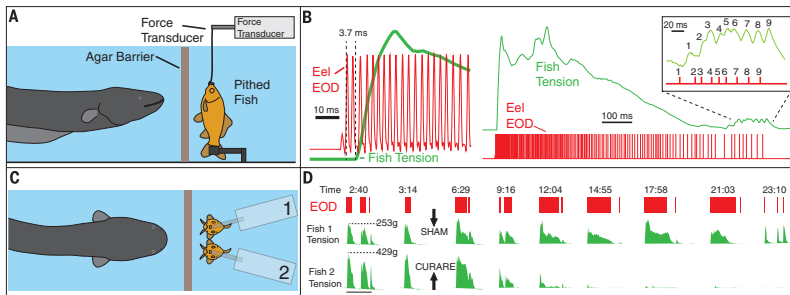 A
Force
Transducer
Force
Transducer
Agar Barrier
Pithed
Fish
B
3.7 ms
Eel
EOD
10 ms
Fish Tension
Fish
Tension
Eel
EOD
100 ms
20 ms
1 2 3 4 5 6 7 8 9
1 2 3 4 5 6 7 8 9
C
1
2
D
Time 2:40 3:14 6:29 9:16 12:04 14:55 17:58 21:03 23:10
EOD
253g
Fish 1
Tension
SHAM
429g
Fish 2
Tension
CURARE